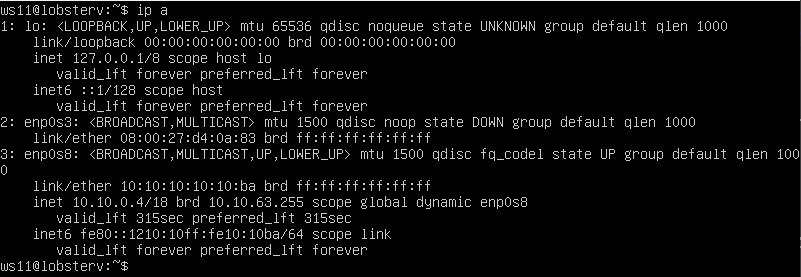 ws11@lobsterv:~$ ip a
1: lo: <LOOPBACK,UP,LOWER_UP> mtu 65536 qdisc noqueue state UNKNOWN group default qlen 1000
    link/loopback 00:00:00:00:00:00 brd 00:00:00:00:00:00
    inet 127.0.0.1/8 scope host lo
       valid_lft forever preferred_lft forever
    inet6 ::1/128 scope host
       valid_lft forever preferred_lft forever
2: enp0s3: <BROADCAST,MULTICAST> mtu 1500 qdisc noop state DOWN group default qlen 1000
    link/ether 08:00:27:d4:0a:83 brd ff:ff:ff:ff:ff:ff
3: enp0s8: <BROADCAST,MULTICAST,UP,LOWER_UP> mtu 1500 qdisc fq_codel state UP group default qlen 100
0
    link/ether 10:10:10:10:10:ba brd ff:ff:ff:ff:ff:ff
    inet 10.10.0.4/18 brd 10.10.63.255 scope global dynamic enp0s8
       valid_lft 315sec preferred_lft 315sec
    inet6 fe80::1210:10ff:fe10:10ba/64 scope link
       valid_lft forever preferred_lft forever
ws11@lobsterv:~$